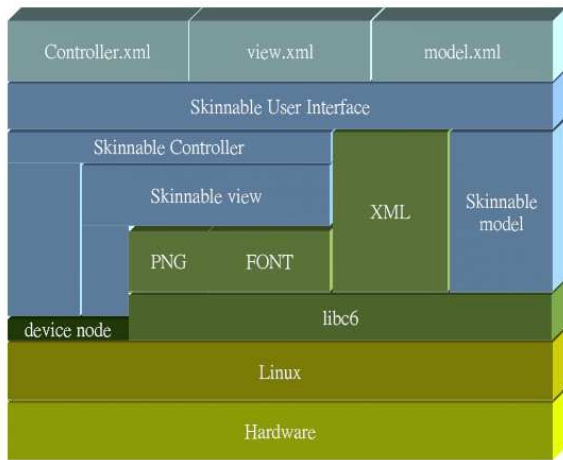 Controller.xml
view.xml
model.xml
Skinnable User Interface
Skinnable Controller
Skinnable view
XML
Skinnable
model
PNG
FONT
libc6
device node
Linux
Hardware